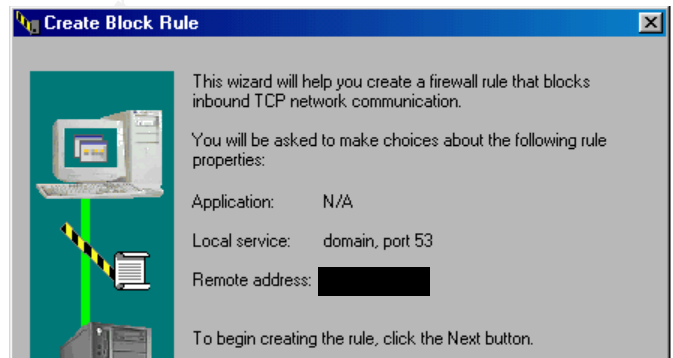 Create Block Rule
This wizard will help you create a firewall rule that blocks
inbound TCP network communication.
You will be asked to make choices about the following rule
properties:
Application: N/A
Local service: domain, port 53
Remote address:
To begin creating the rule, click the Next button.